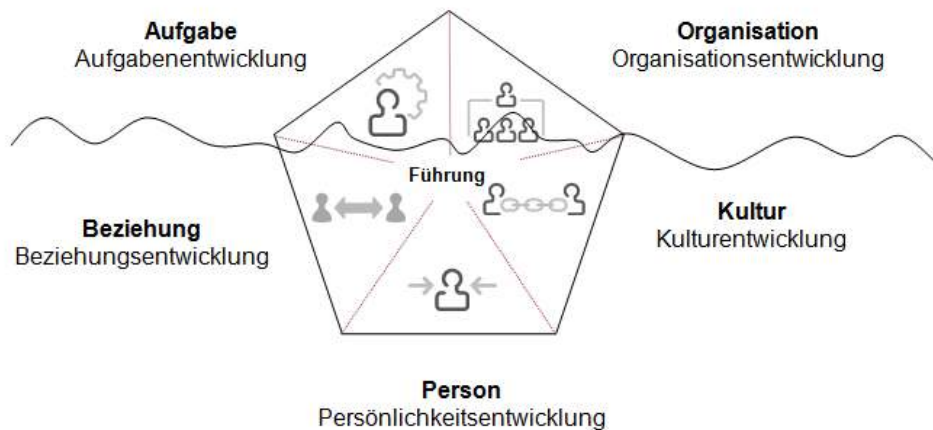 Aufgabe
Aufgabenentwicklung
Organisation
Organisationsentwicklung
Führung
Beziehung
Beziehungsentwicklung
Kultur
Kulturentwicklung
Person
Persönlichkeitsentwicklung